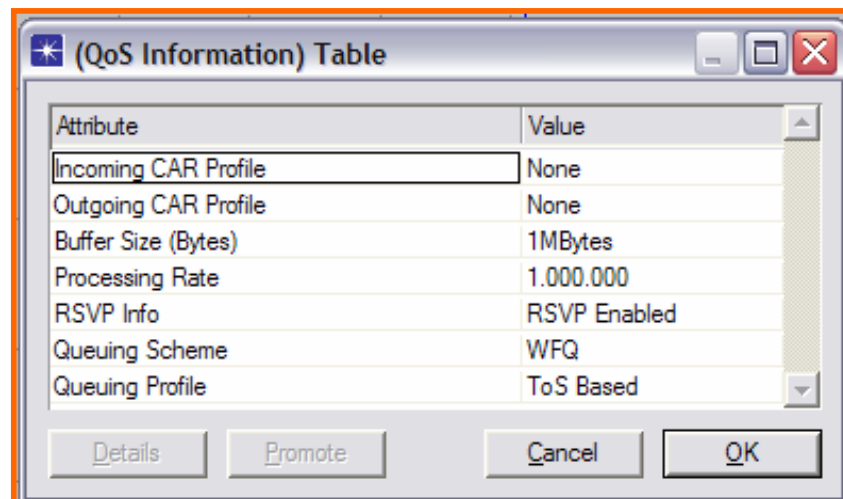 (QoS Information) Table
Attribute Value
Incoming CAR Profile None
Outgoing CAR Profile None
Buffer Size (Bytes) 1MBytes
Processing Rate 1.000.000
RSVP Info RSVP Enabled
Queuing Scheme WFQ
Queuing Profile ToS Based
Details Promote Cancel OK